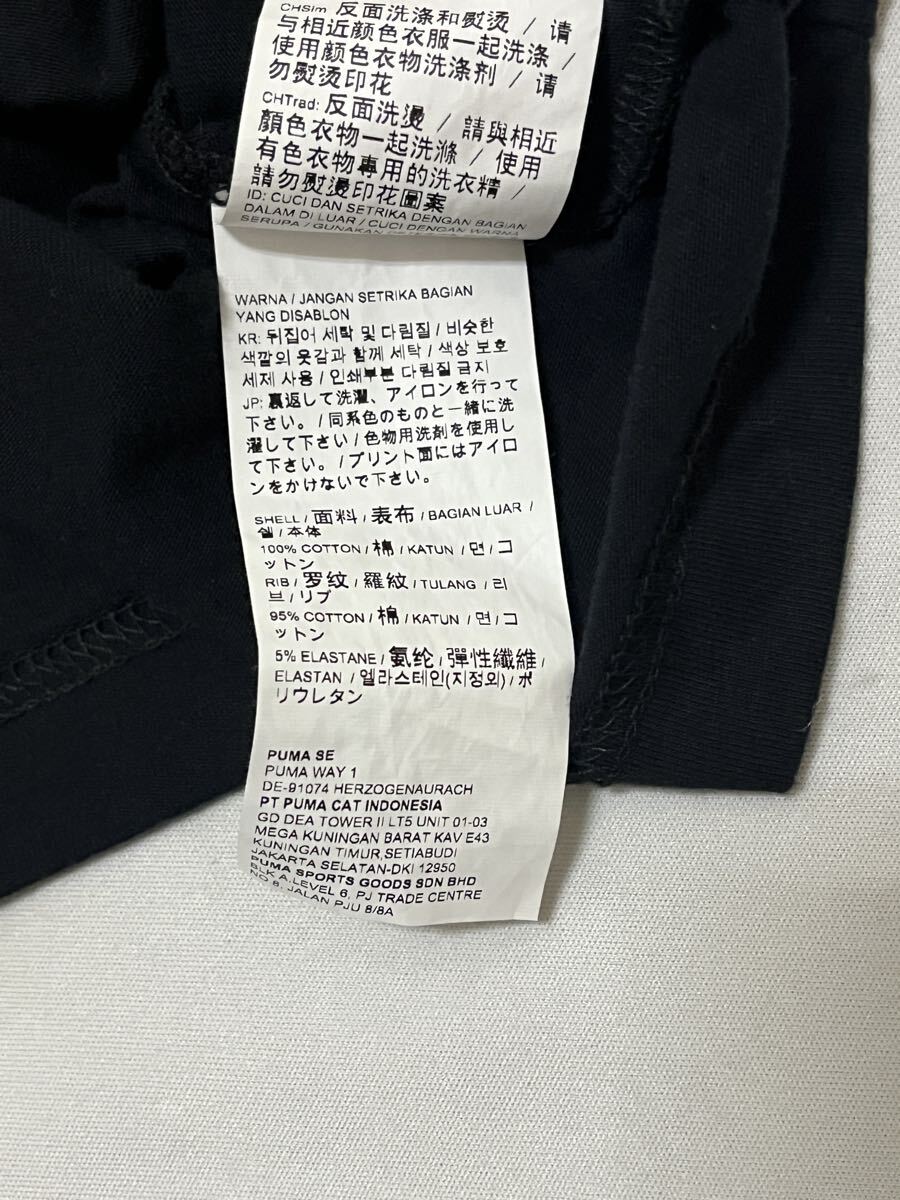 CHSim: 反面洗涤和熨烫 / 请
与相近颜色衣服一起洗涤 /
使用颜色衣物洗涤剂 / 请
勿熨烫印花
CHTrad: 反面洗燙 / 請與相近
顏色衣物一起洗滌 / 使用
有色衣物專用的洗衣精 /
請勿熨燙印花圖案
ID: CUCI DAN SETRIKA DENGAN BAGIAN
DALAM DI LUAR / CUCI DENGAN WARNA
SERUPA / GUNAKAN
WARNA / JANGAN SETRIKA BAGIAN
YANG DISABLON
KR: 뒤집어 세탁 및 다림질 / 비슷한
색깔의 옷감과 함께 세탁 / 색상 보호
세제 사용 / 인쇄부분 다림질 금지
JP: 裏返して洗濯、アイロンを行って
下さい。/同系色のものと一緒に洗
濯して下さい/色物用洗剤を使用し
て下さい。/プリント面にはアイロ
ンをかけないで下さい。
SHELL / 面料 / 表布 / BAGIAN LUAR /
쉘 / 本体
100% COTTON / 棉 / KATUN / 면 / コ
ットン
RIB / 罗纹 / 羅紋 / TULANG / 리
브 / リブ
95% COTTON / 棉 / KATUN / 면 / コ
ットン
5% ELASTANE / 氨纶 / 彈性纖維 /
ELASTAN / 엘라스테인(지정외) / ポ
リウレタン
PUMA SE
PUMA WAY 1
DE-91074 HERZOGENAURACH
PT PUMA CAT INDONESIA
GD DEA TOWER II LT5 UNIT 01-03
MEGA KUNINGAN BARAT KAV E43
KUNINGAN TIMUR,SETIABUDI
JAKARTA SELATAN-DKI 12950
PUMA SPORTS GOODS SDN BHD
BLK A,LEVEL 6, PJ TRADE CENTRE
NO 8, JALAN PJU 8/8A